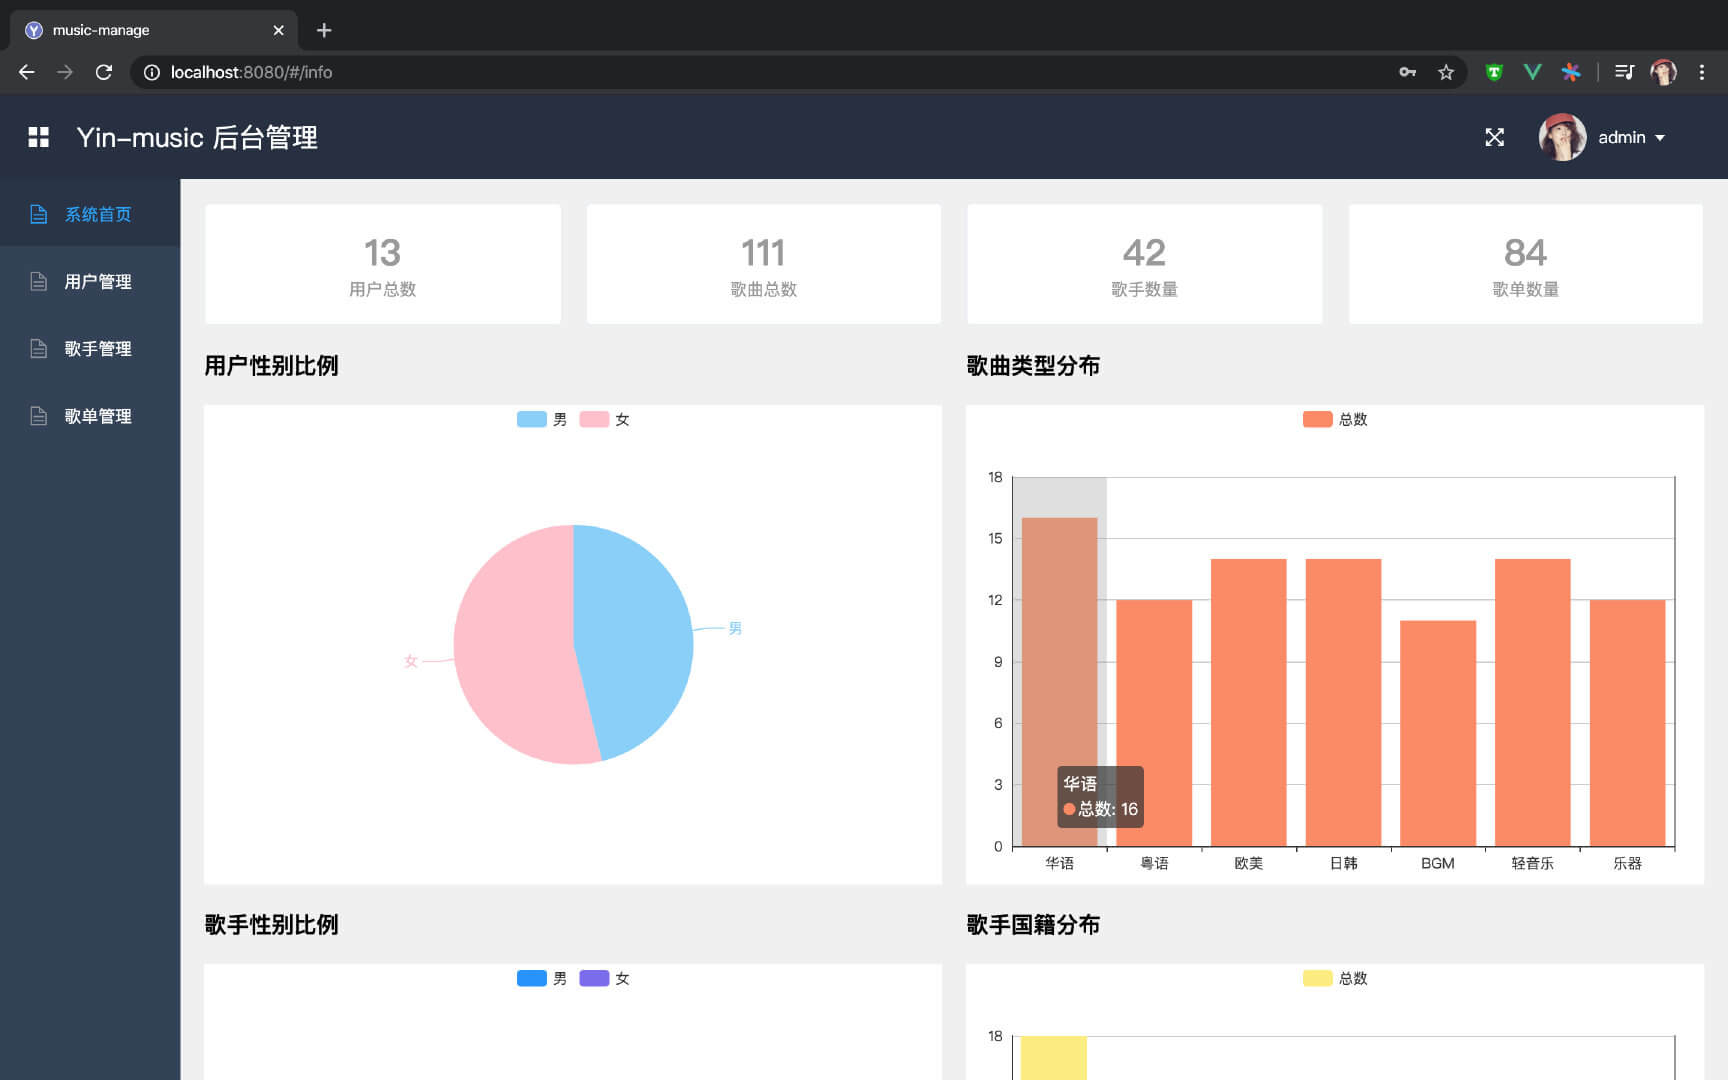 music-manage
localhost:8080/#/info
Yin-music 后台管理
admin
系统首页
用户管理
歌手管理
歌单管理
13
用户总数
111
歌曲总数
42
歌手数量
84
歌单数量
用户性别比例
男 女
男
女
歌曲类型分布
总数
18
15
12
9
6
3
0
华语
总数: 16
华语 粤语 欧美 日韩 BGM 轻音乐 乐器
歌手性别比例
男 女
歌手国籍分布
总数
18